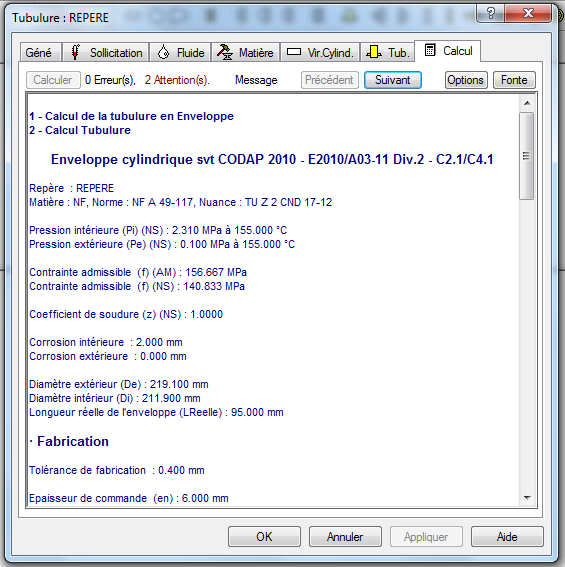 Tubulure : REPERE
Géné Sollicitation Fluide Matière Vir.Cylind. Tub. Calcul
Calculer 0 Erreur(s), 2 Attention(s). Message Précédent Suivant Options Fonte
1 - Calcul de la tubulure en Enveloppe
2 - Calcul Tubulure
Enveloppe cylindrique svt CODAP 2010 - E2010/A03-11 Div.2 - C2.1/C4.1
Repère : REPERE
Matière : NF, Norme : NF A 49-117, Nuance : TU Z 2 CND 17-12
Pression intérieure (Pi) (NS) : 2.310 MPa à 155.000 °C
Pression extérieure (Pe) (NS) : 0.100 MPa à 155.000 °C
Contrainte admissible (f) (AM) : 156.667 MPa
Contrainte admissible (f) (NS) : 140.833 MPa
Coefficient de soudure (z) (NS) : 1.0000
Corrosion intérieure : 2.000 mm
Corrosion extérieure : 0.000 mm
Diamètre extérieur (De) : 219.100 mm
Diamètre intérieur (Di) : 211.900 mm
Longueur réelle de l'enveloppe (LReelle) : 95.000 mm
· Fabrication
Tolérance de fabrication : 0.400 mm
Epaisseur de commande (en) : 6.000 mm
OK Annuler Appliquer Aide